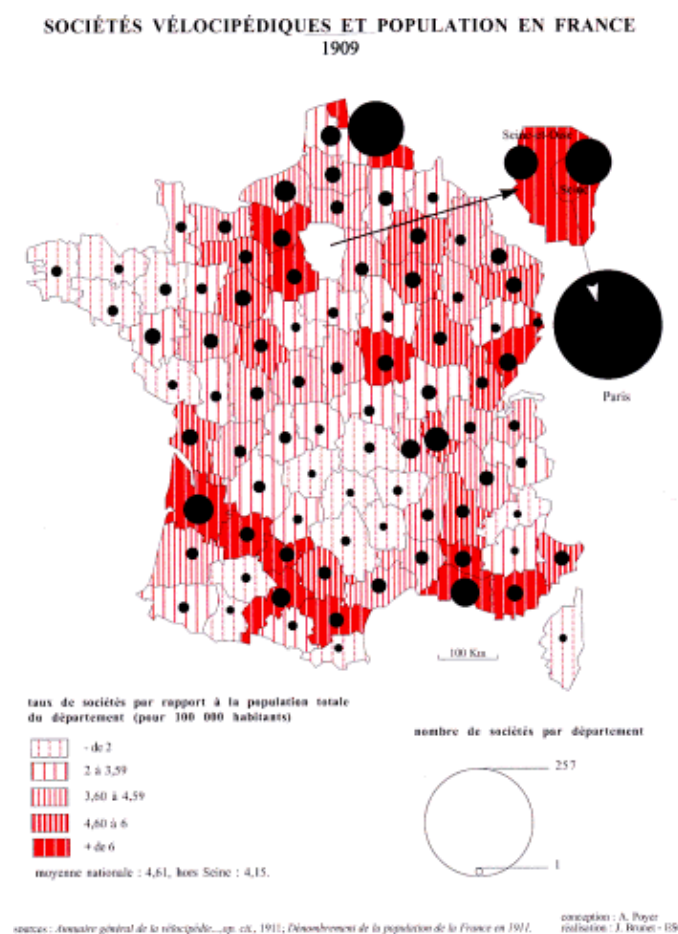 SOCIÉTÉS VÉLOCIPÉDIQUES ET POPULATION EN FRANCE
1909
Seine-et-Oise
Seine
Paris
100 Km
taux de sociétés par rapport à la population totale
du département (pour 100 000 habitants)
- de 2
2 à 3,59
3,60 à 4,59
4,60 à 6
+ de 6
moyenne nationale : 4,61, hors Seine : 4,15.
nombre de sociétés par département
257
1
sources : Annuaire général de la vélocipédie...,op. cit., 1911; Dénombrement de la population de la France en 1911.
conception : A. Poyer
réalisation : J. Brunet - ES